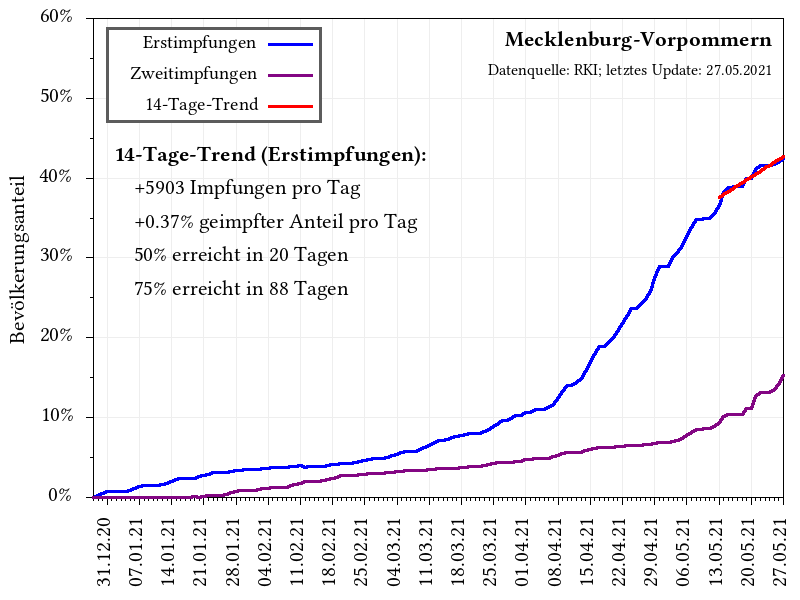 60%
50%
40%
30%
20%
10%
0%
Bevölkerungsanteil
Erstimpfungen
Zweitimpfungen
14-Tage-Trend
Mecklenburg-Vorpommern
Datenquelle: RKI; letztes Update: 27.05.2021
14-Tage-Trend (Erstimpfungen):
+5903 Impfungen pro Tag
+0.37% geimpfter Anteil pro Tag
50% erreicht in 20 Tagen
75% erreicht in 88 Tagen
31.12.20
07.01.21
14.01.21
21.01.21
28.01.21
04.02.21
11.02.21
18.02.21
25.02.21
04.03.21
11.03.21
18.03.21
25.03.21
01.04.21
08.04.21
15.04.21
22.04.21
29.04.21
06.05.21
13.05.21
20.05.21
27.05.21